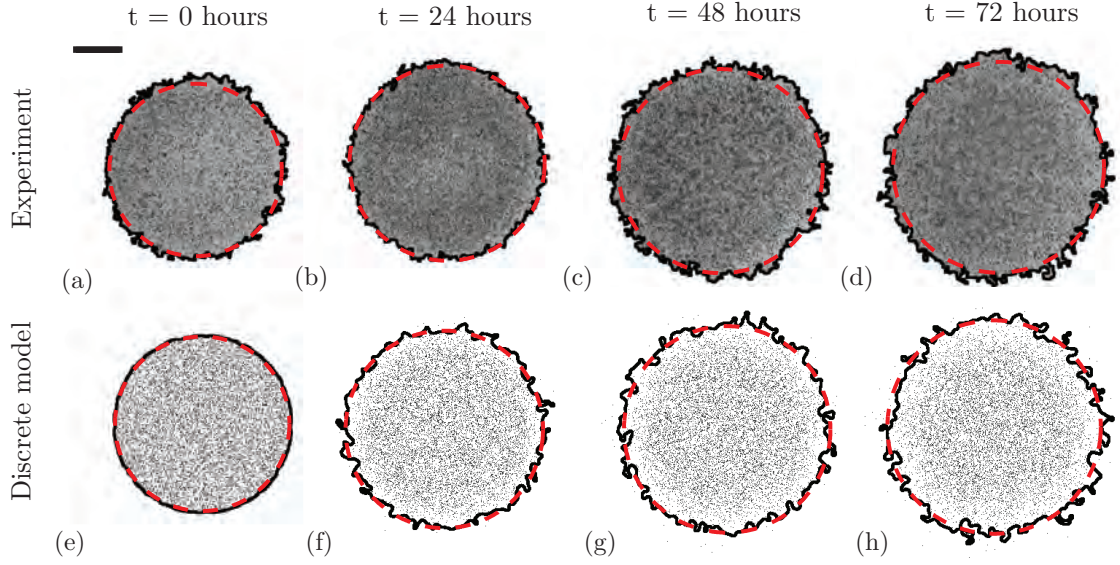 t = 0 hours
t = 24 hours
t = 48 hours
t = 72 hours
Experiment
(a)
(b)
(c)
(d)
Discrete model
(e)
(f)
(g)
(h)